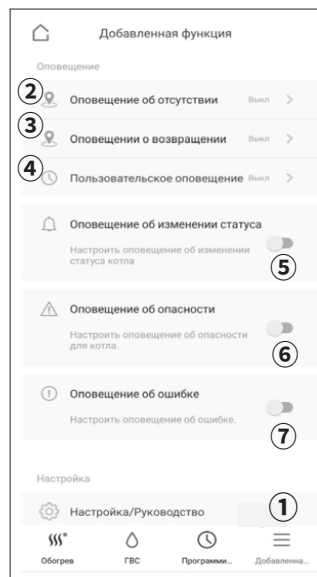 Добавленная функция
Оповещение
② Оповещение об отсутствии Выкл
③ Оповещении о возвращении Выкл
④ Пользовательское оповещение Выкл
Оповещение об изменении статуса
Настроить оповещение об изменении
статуса котла
⑤
Оповещение об опасности
Настроить оповещение об опасности
для котла.
⑥
Оповещение об ошибке
Настроить оповещение об ошибке.
⑦
Настройка
Настройка/Руководство ①
Обогрев ГВС Программи... Добавленна...